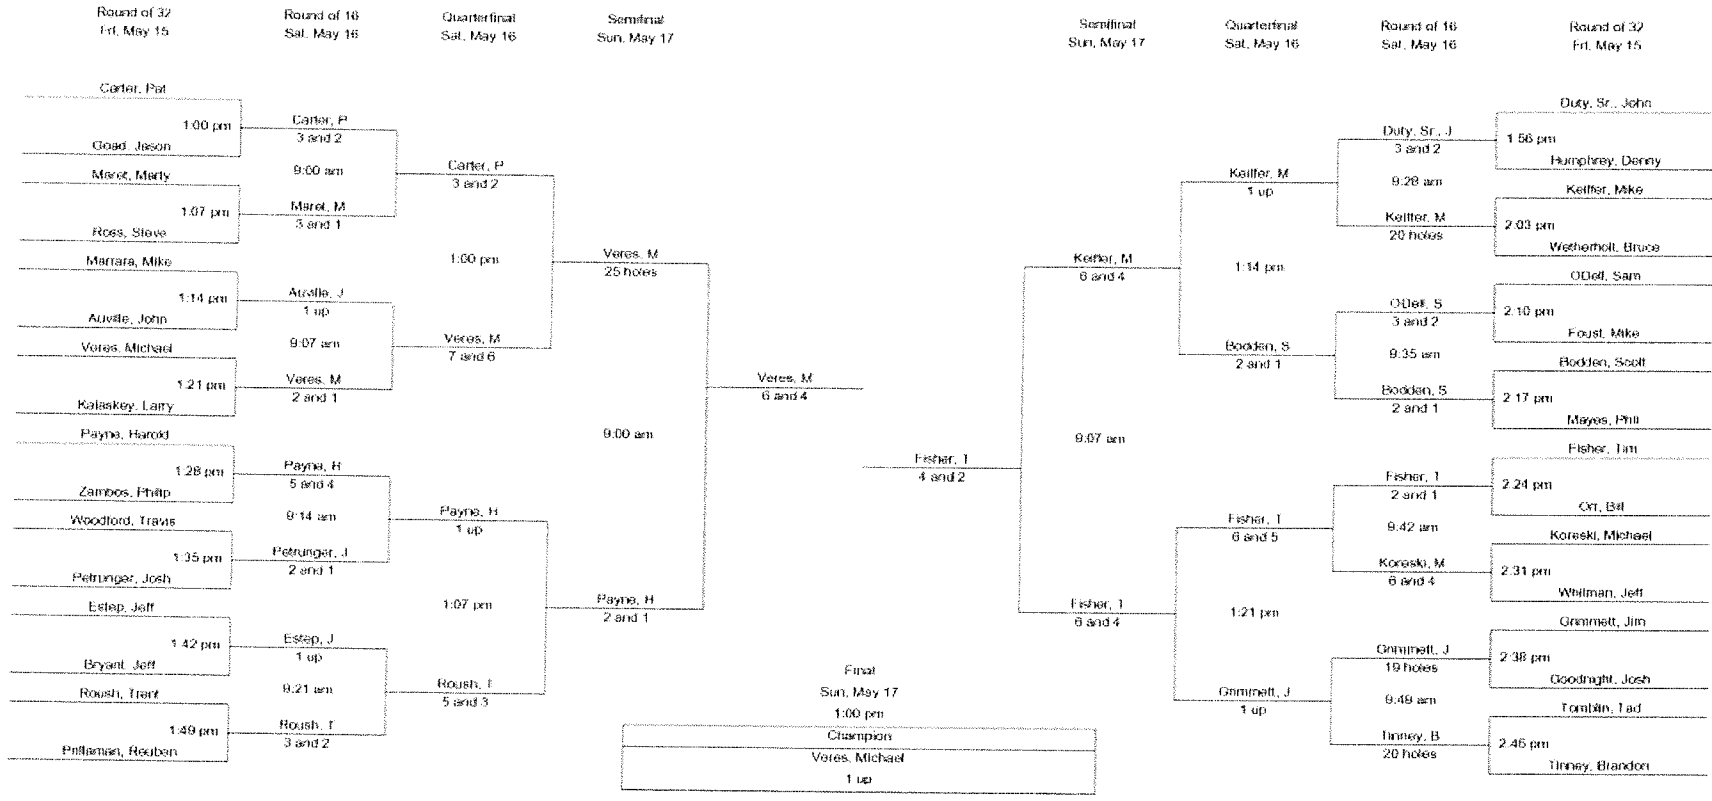 Round of 32
Fri, May 15
Round of 16
Sat, May 16
Quarterfinal
Sat, May 16
Semifinal
Sun, May 17
Semifinal
Sun, May 17
Quarterfinal
Sat, May 16
Round of 16
Sat, May 16
Round of 32
Fri, May 15
Carter, Pat
1:00 pm
Goad, Jason
Maret, Marty
1:07 pm
Ross, Steve
Marrara, Mike
1:14 pm
Auville, John
Veres, Michael
1:21 pm
Kalaskey, Larry
Payne, Harold
1:28 pm
Zambos, Philip
Woodford, Travis
1:35 pm
Petrunger, Josh
Estep, Jeff
1:42 pm
Bryant, Jeff
Roush, Trent
1:49 pm
Prillaman, Reuben
Carter, P
3 and 2
9:00 am
Maret, M
3 and 1
Auville, J
1 up
9:07 am
Veres, M
2 and 1
Payne, H
5 and 4
9:14 am
Petrunger, J
2 and 1
Estep, J
1 up
9:21 am
Roush, T
3 and 2
Carter, P
3 and 2
1:00 pm
Veres, M
7 and 6
Payne, H
1 up
1:07 pm
Roush, T
5 and 3
Veres, M
25 holes
9:00 am
Payne, H
2 and 1
Veres, M
6 and 4
Fisher, T
4 and 2
Final
Sun, May 17
1:00 pm
Champion
Veres, Michael
1 up
Keiffer, M
6 and 4
9:07 am
Fisher, T
6 and 4
Keiffer, M
1 up
1:14 pm
Bodden, S
2 and 1
Fisher, T
6 and 5
1:21 pm
Grimmett, J
1 up
Duty, Sr., J
3 and 2
9:28 am
Keiffer, M
20 holes
ODell, S
3 and 2
9:35 am
Bodden, S
2 and 1
Fisher, T
2 and 1
9:42 am
Koreski, M
6 and 4
Grimmett, J
19 holes
9:49 am
Tinney, B
20 holes
Duty, Sr., John
1:56 pm
Humphrey, Denny
Keiffer, Mike
2:03 pm
Wetherholt, Bruce
ODell, Sam
2:10 pm
Foust, Mike
Bodden, Scott
2:17 pm
Mayes, Phil
Fisher, Tim
2:24 pm
Orr, Bill
Koreski, Michael
2:31 pm
Whitman, Jeff
Grimmett, Jim
2:38 pm
Goodnight, Josh
Tomblin, Tad
2:45 pm
Tinney, Brandon